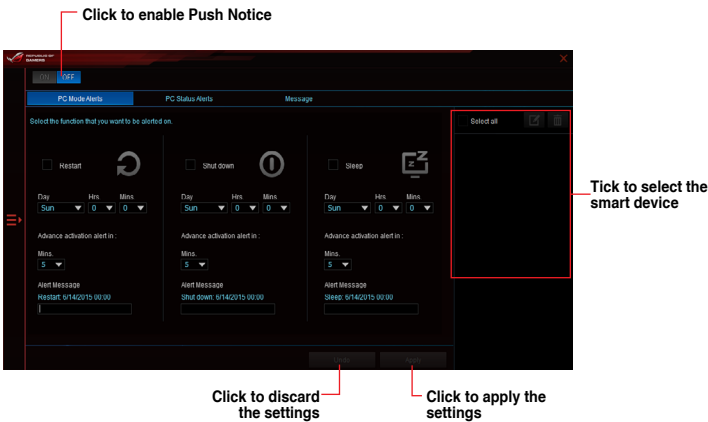 Click to enable Push Notice
REPUBLIC OF
GAMERS
ON OFF
PC Mode Alerts PC Status Alerts Message
Select the function that you want to be alerted on.
Select all
Restart Shut down Sleep
Z Z
Tick to select the
smart device
Day Hrs. Mins. Day Hrs. Mins. Day Hrs. Mins.
Sun 0 0 Sun 0 0 Sun 0 0
Advance activation alert in : Advance activation alert in : Advance activation alert in :
Mins. Mins. Mins.
5 5 5
Alert Message Alert Message Alert Message
Restart: 6/14/2015 00:00 Shut down: 6/14/2015 00:00 Sleep: 6/14/2015 00:00
Undo Apply
Click to discard
the settings
Click to apply the
settings